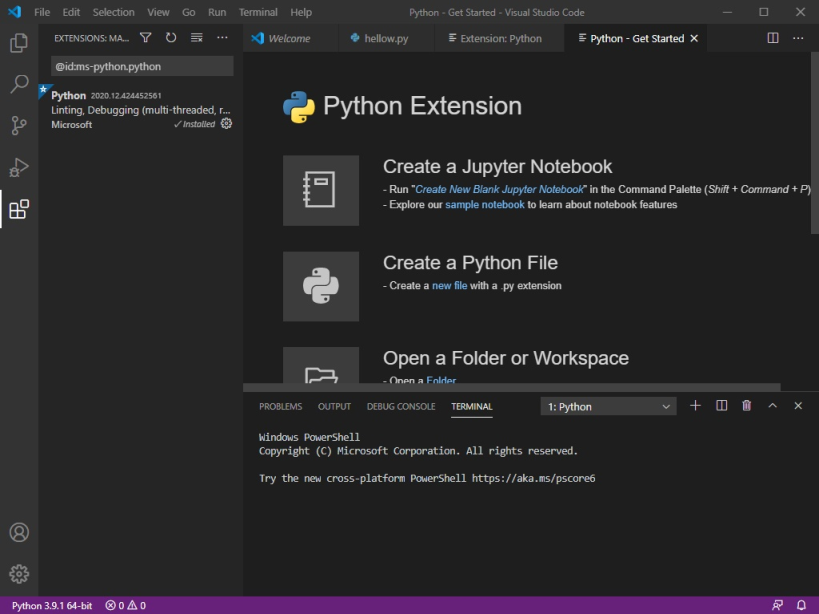 File Edit Selection View Go Run Terminal Help Python - Get Started - Visual Studio Code
EXTENSIONS: MA...
Welcome hellow.py Extension: Python Python - Get Started
@id:ms-python.python
Python 2020.12.424452561
Linting, Debugging (multi-threaded, r...
Microsoft Installed
Python Extension
Create a Jupyter Notebook
- Run "Create New Blank Jupyter Notebook" in the Command Palette (Shift + Command + P)
- Explore our sample notebook to learn about notebook features
Create a Python File
- Create a new file with a .py extension
Open a Folder or Workspace
- Open a Folder
PROBLEMS OUTPUT DEBUG CONSOLE TERMINAL 1: Python
Windows PowerShell
Copyright (C) Microsoft Corporation. All rights reserved.
Try the new cross-platform PowerShell https://aka.ms/pscore6
Python 3.9.1 64-bit 0 0